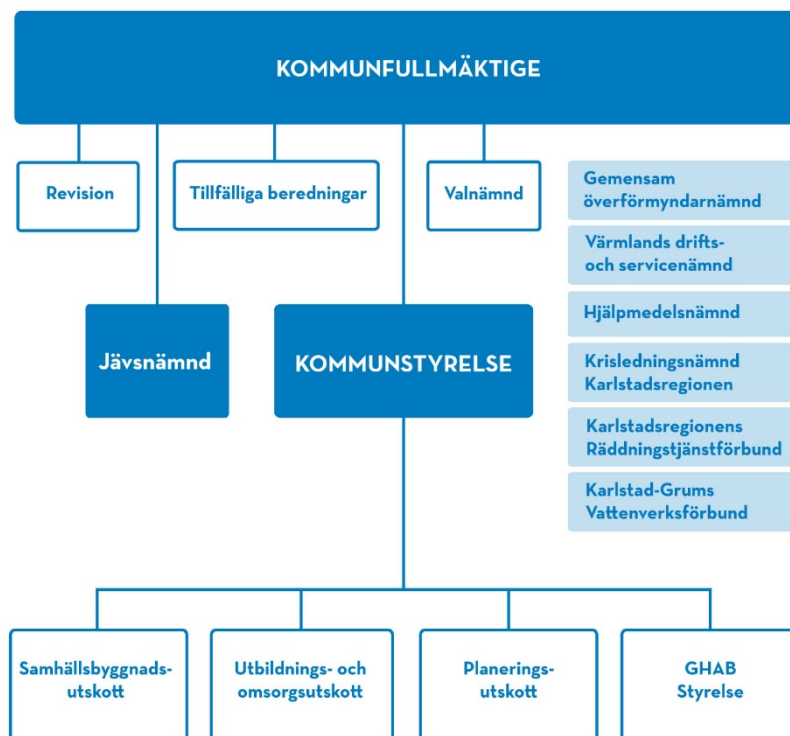 KOMMUNFULLMÄKTIGE
Revision
Tillfälliga beredningar
Valnämnd
Gemensam
överförmyndarnämnd
Värmlands drifts-
och servicenämnd
Hjälpmedelsnämnd
Krisledningsnämnd
Karlstadsregionen
Karlstadsregionens
Räddningstjänstförbund
Karlstad-Grums
Vattenverksförbund
Jävsnämnd
KOMMUNSTYRELSE
Samhällsbyggnads-
utskott
Utbildnings- och
omsorgsutskott
Planerings-
utskott
GHAB
Styrelse